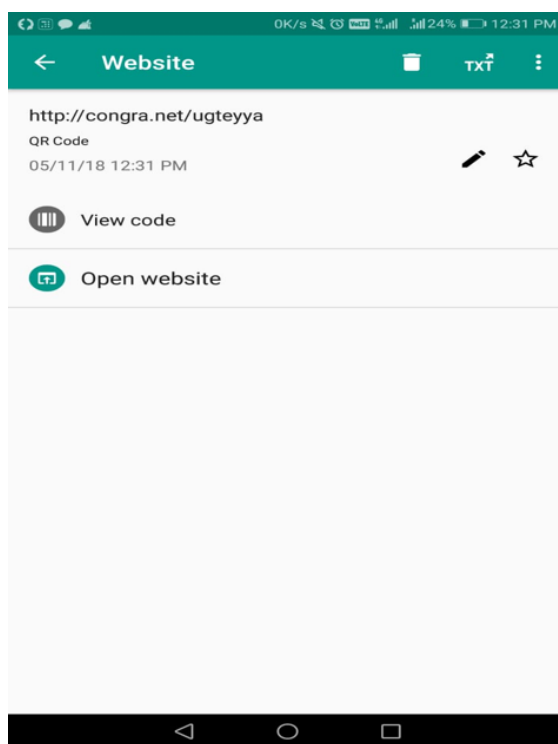 0K/s 24% 12:31 PM
Website
TXT
http://congra.net/ugteyya
QR Code
05/11/18 12:31 PM
View code
Open website